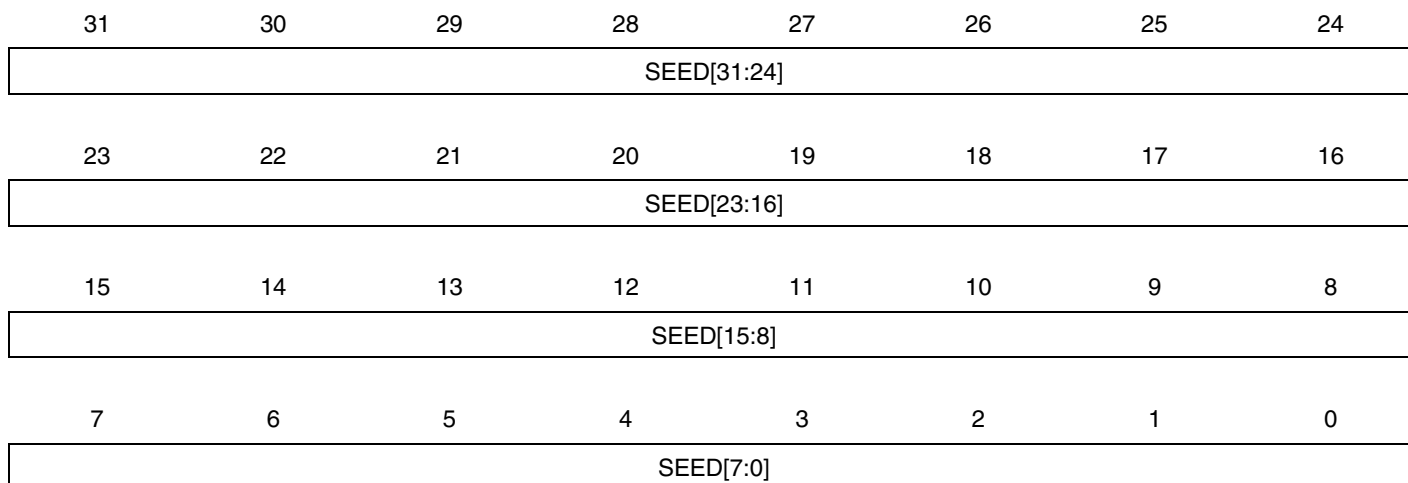 31 30 29 28 27 26 25 24
SEED[31:24]
23 22 21 20 19 18 17 16
SEED[23:16]
15 14 13 12 11 10 9 8
SEED[15:8]
7 6 5 4 3 2 1 0
SEED[7:0]